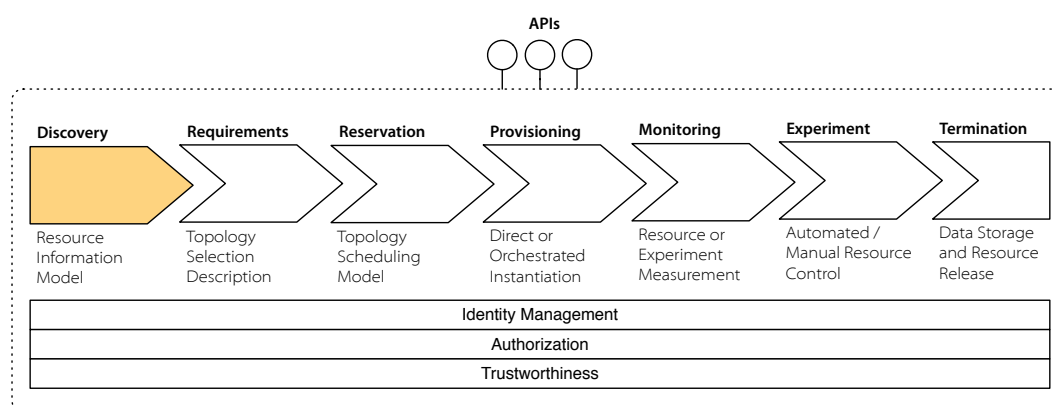 APIs
Discovery
Requirements
Reservation
Provisioning
Monitoring
Experiment
Termination
Resource
Information
Model
Topology
Selection
Description
Topology
Scheduling
Model
Direct or
Orchestrated
Instantiation
Resource or
Experiment
Measurement
Automated /
Manual Resource
Control
Data Storage
and Resource
Release
Identity Management
Authorization
Trustworthiness